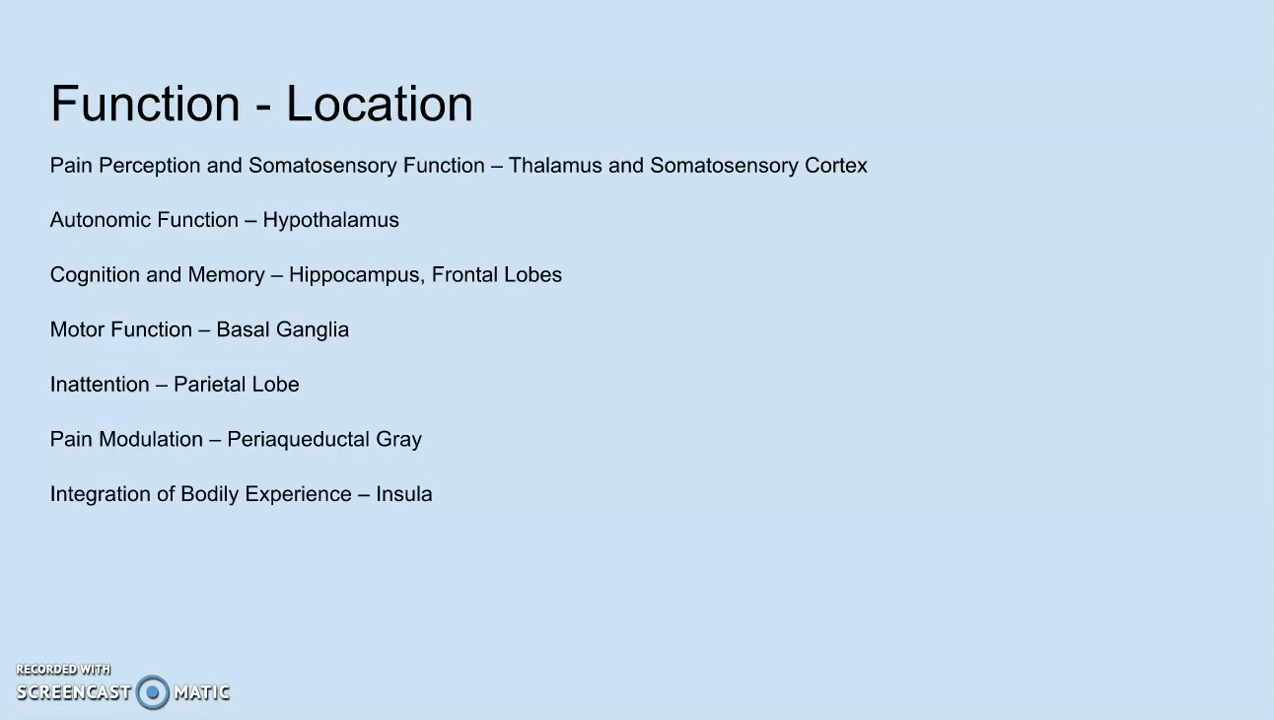 Function - Location
Pain Perception and Somatosensory Function – Thalamus and Somatosensory Cortex
Autonomic Function – Hypothalamus
Cognition and Memory – Hippocampus, Frontal Lobes
Motor Function – Basal Ganglia
Inattention – Parietal Lobe
Pain Modulation – Periaqueductal Gray
Integration of Bodily Experience – Insula
RECORDED WITH
SCREENCAST MATIC